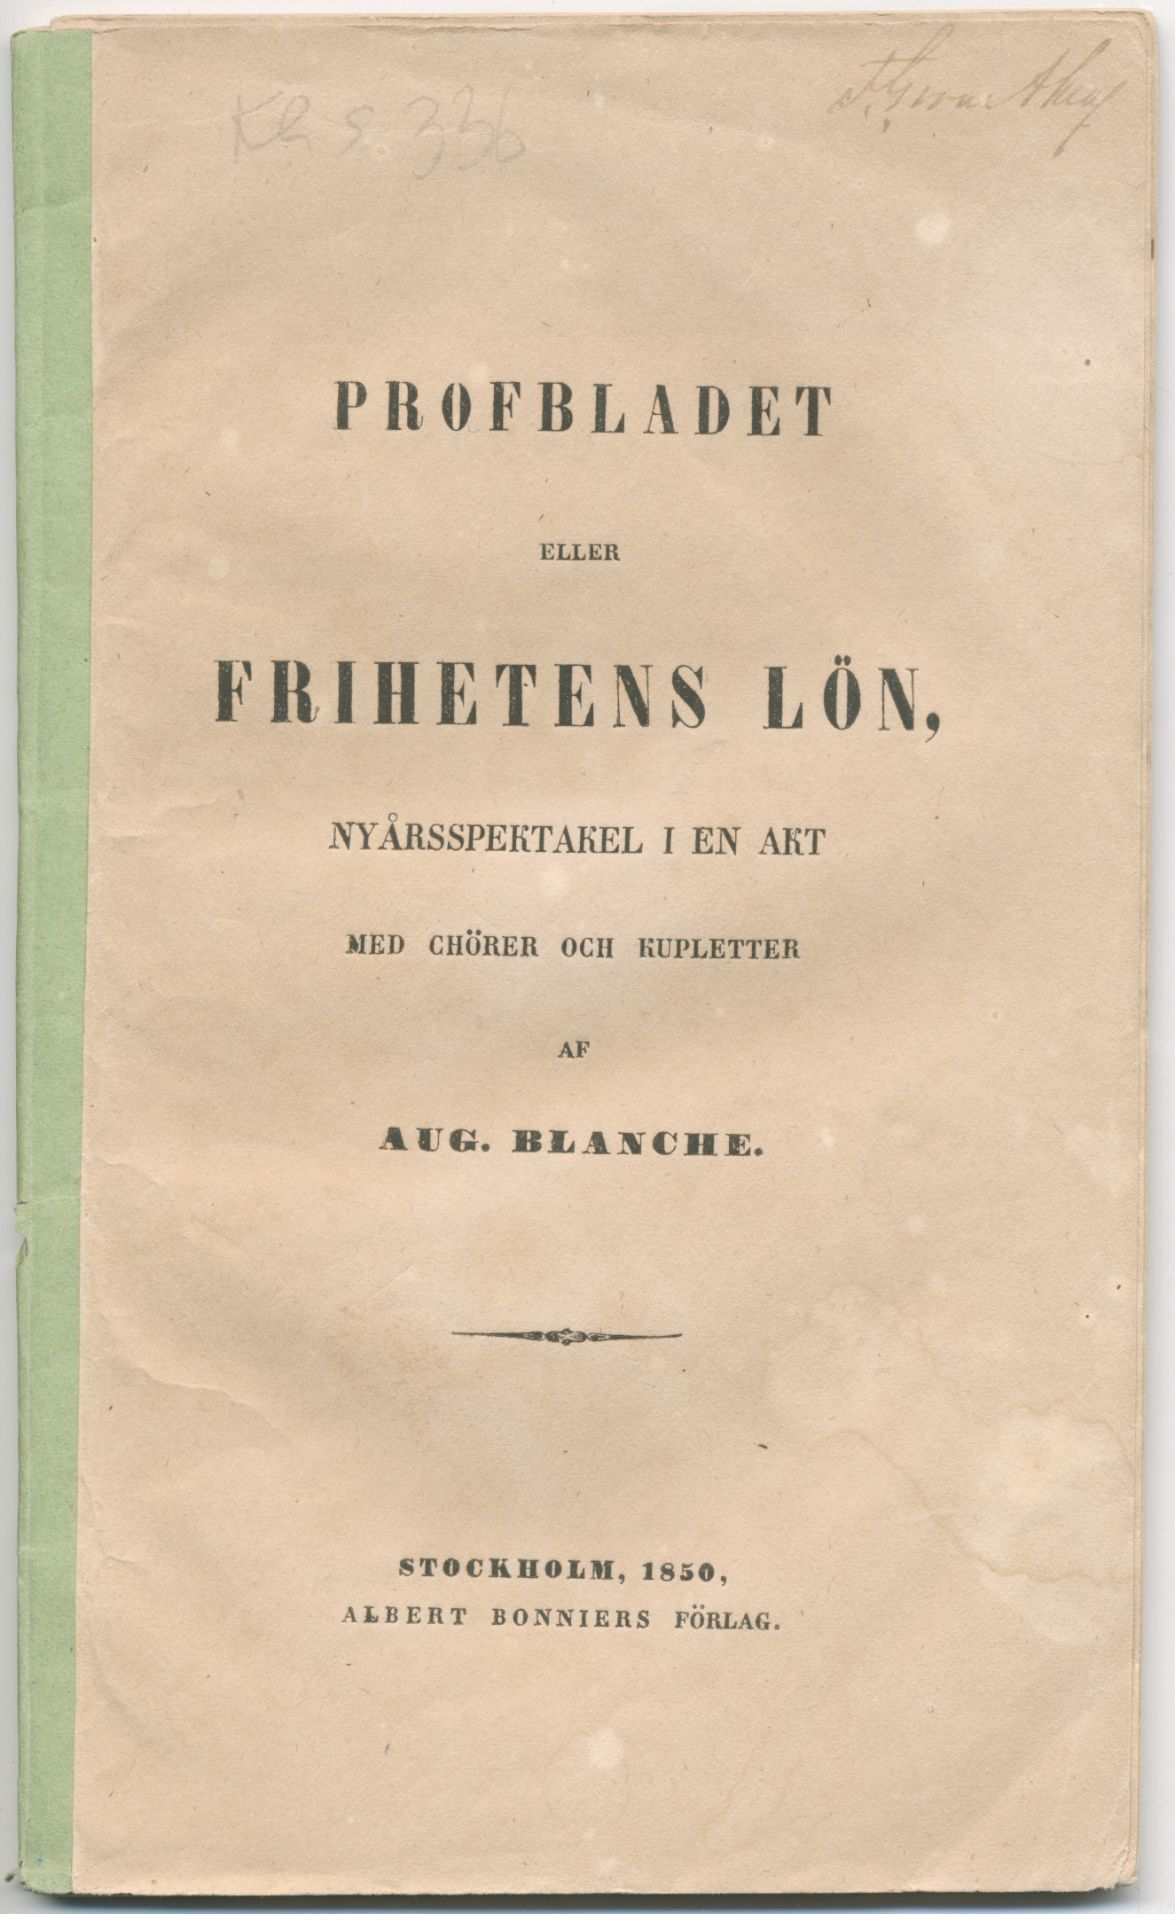 336
PROFBLADET
ELLER
FRIHETENS LÖN,
NYÅRSSPEKTAKEL I EN AKT
MED CHÖRER OCH KUPLETTER
AF
AUG. BLANCHE.
STOCKHOLM, 1850,
ALBERT BONNIERS FÖRLAG.